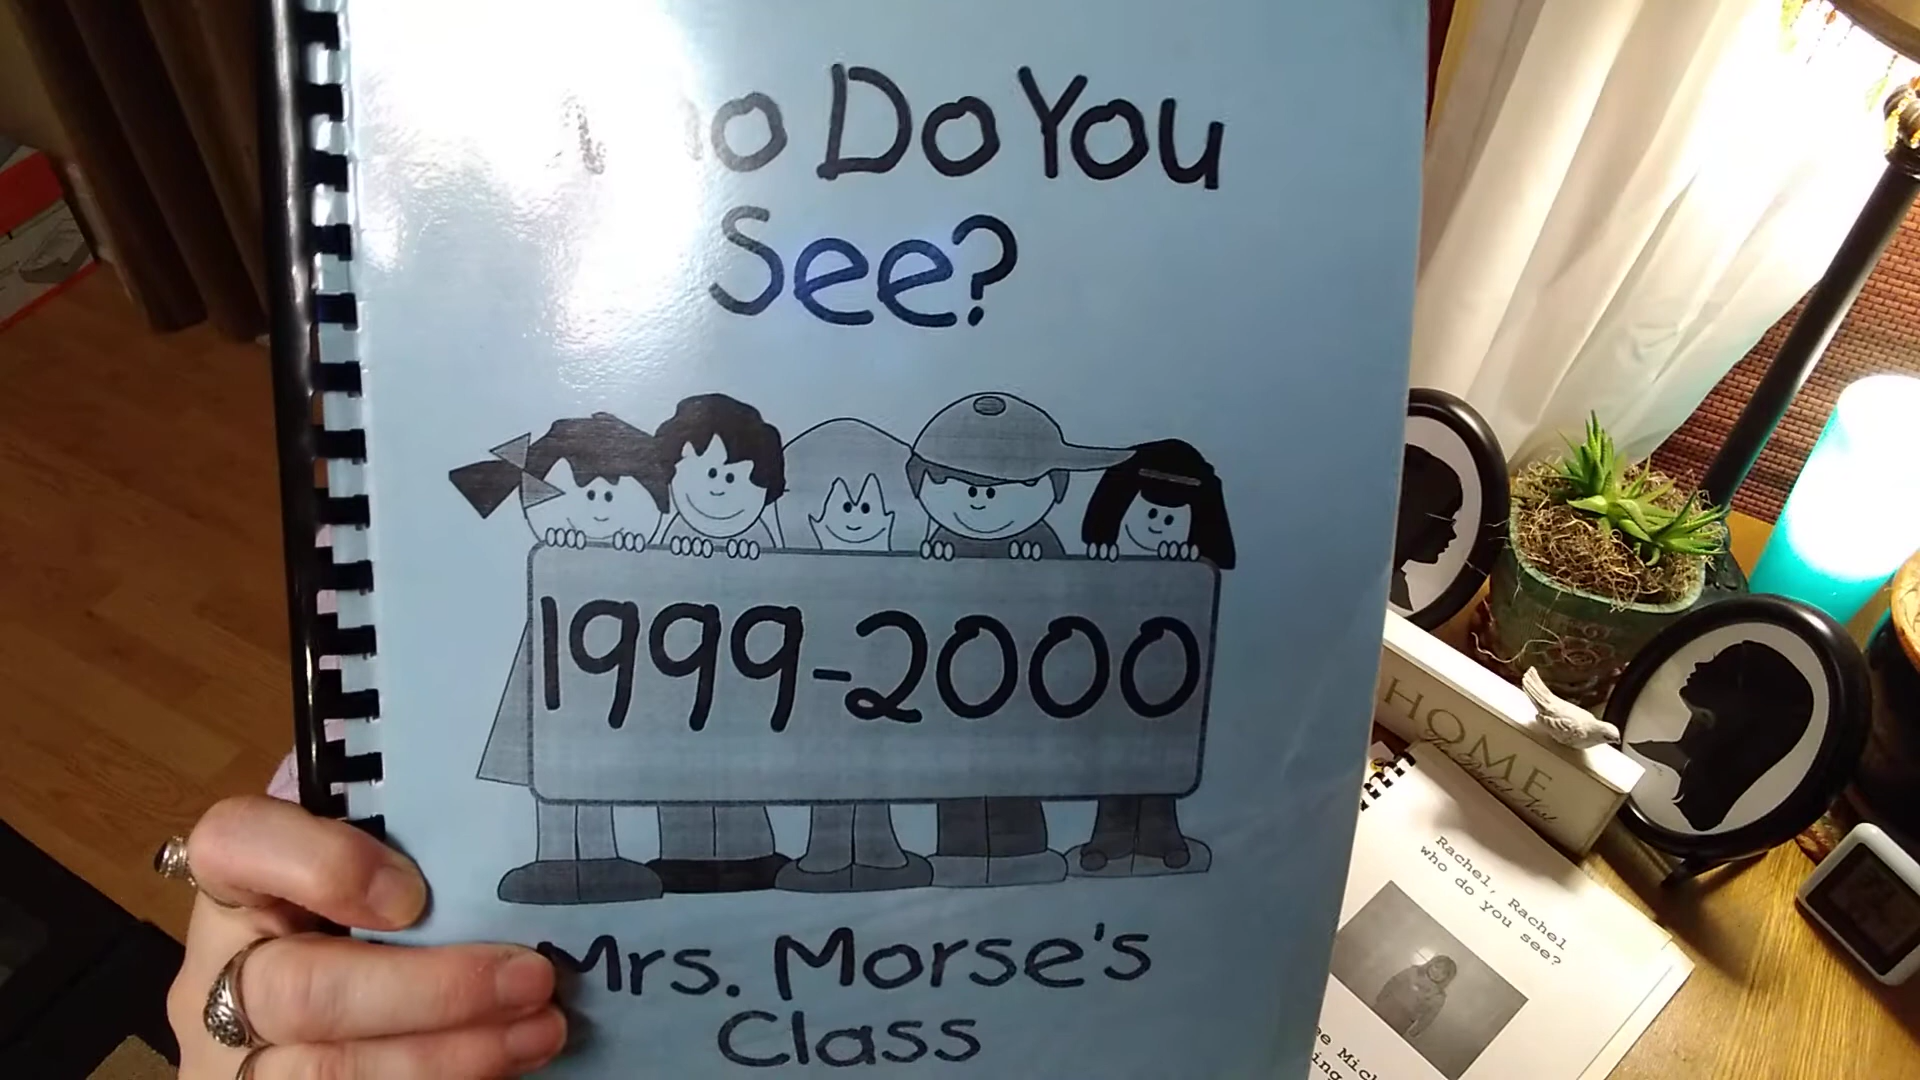 Do You
See?
1999-2000
Mrs. Morse's
Class
HOME
Rachel, Rachel
who do you see?